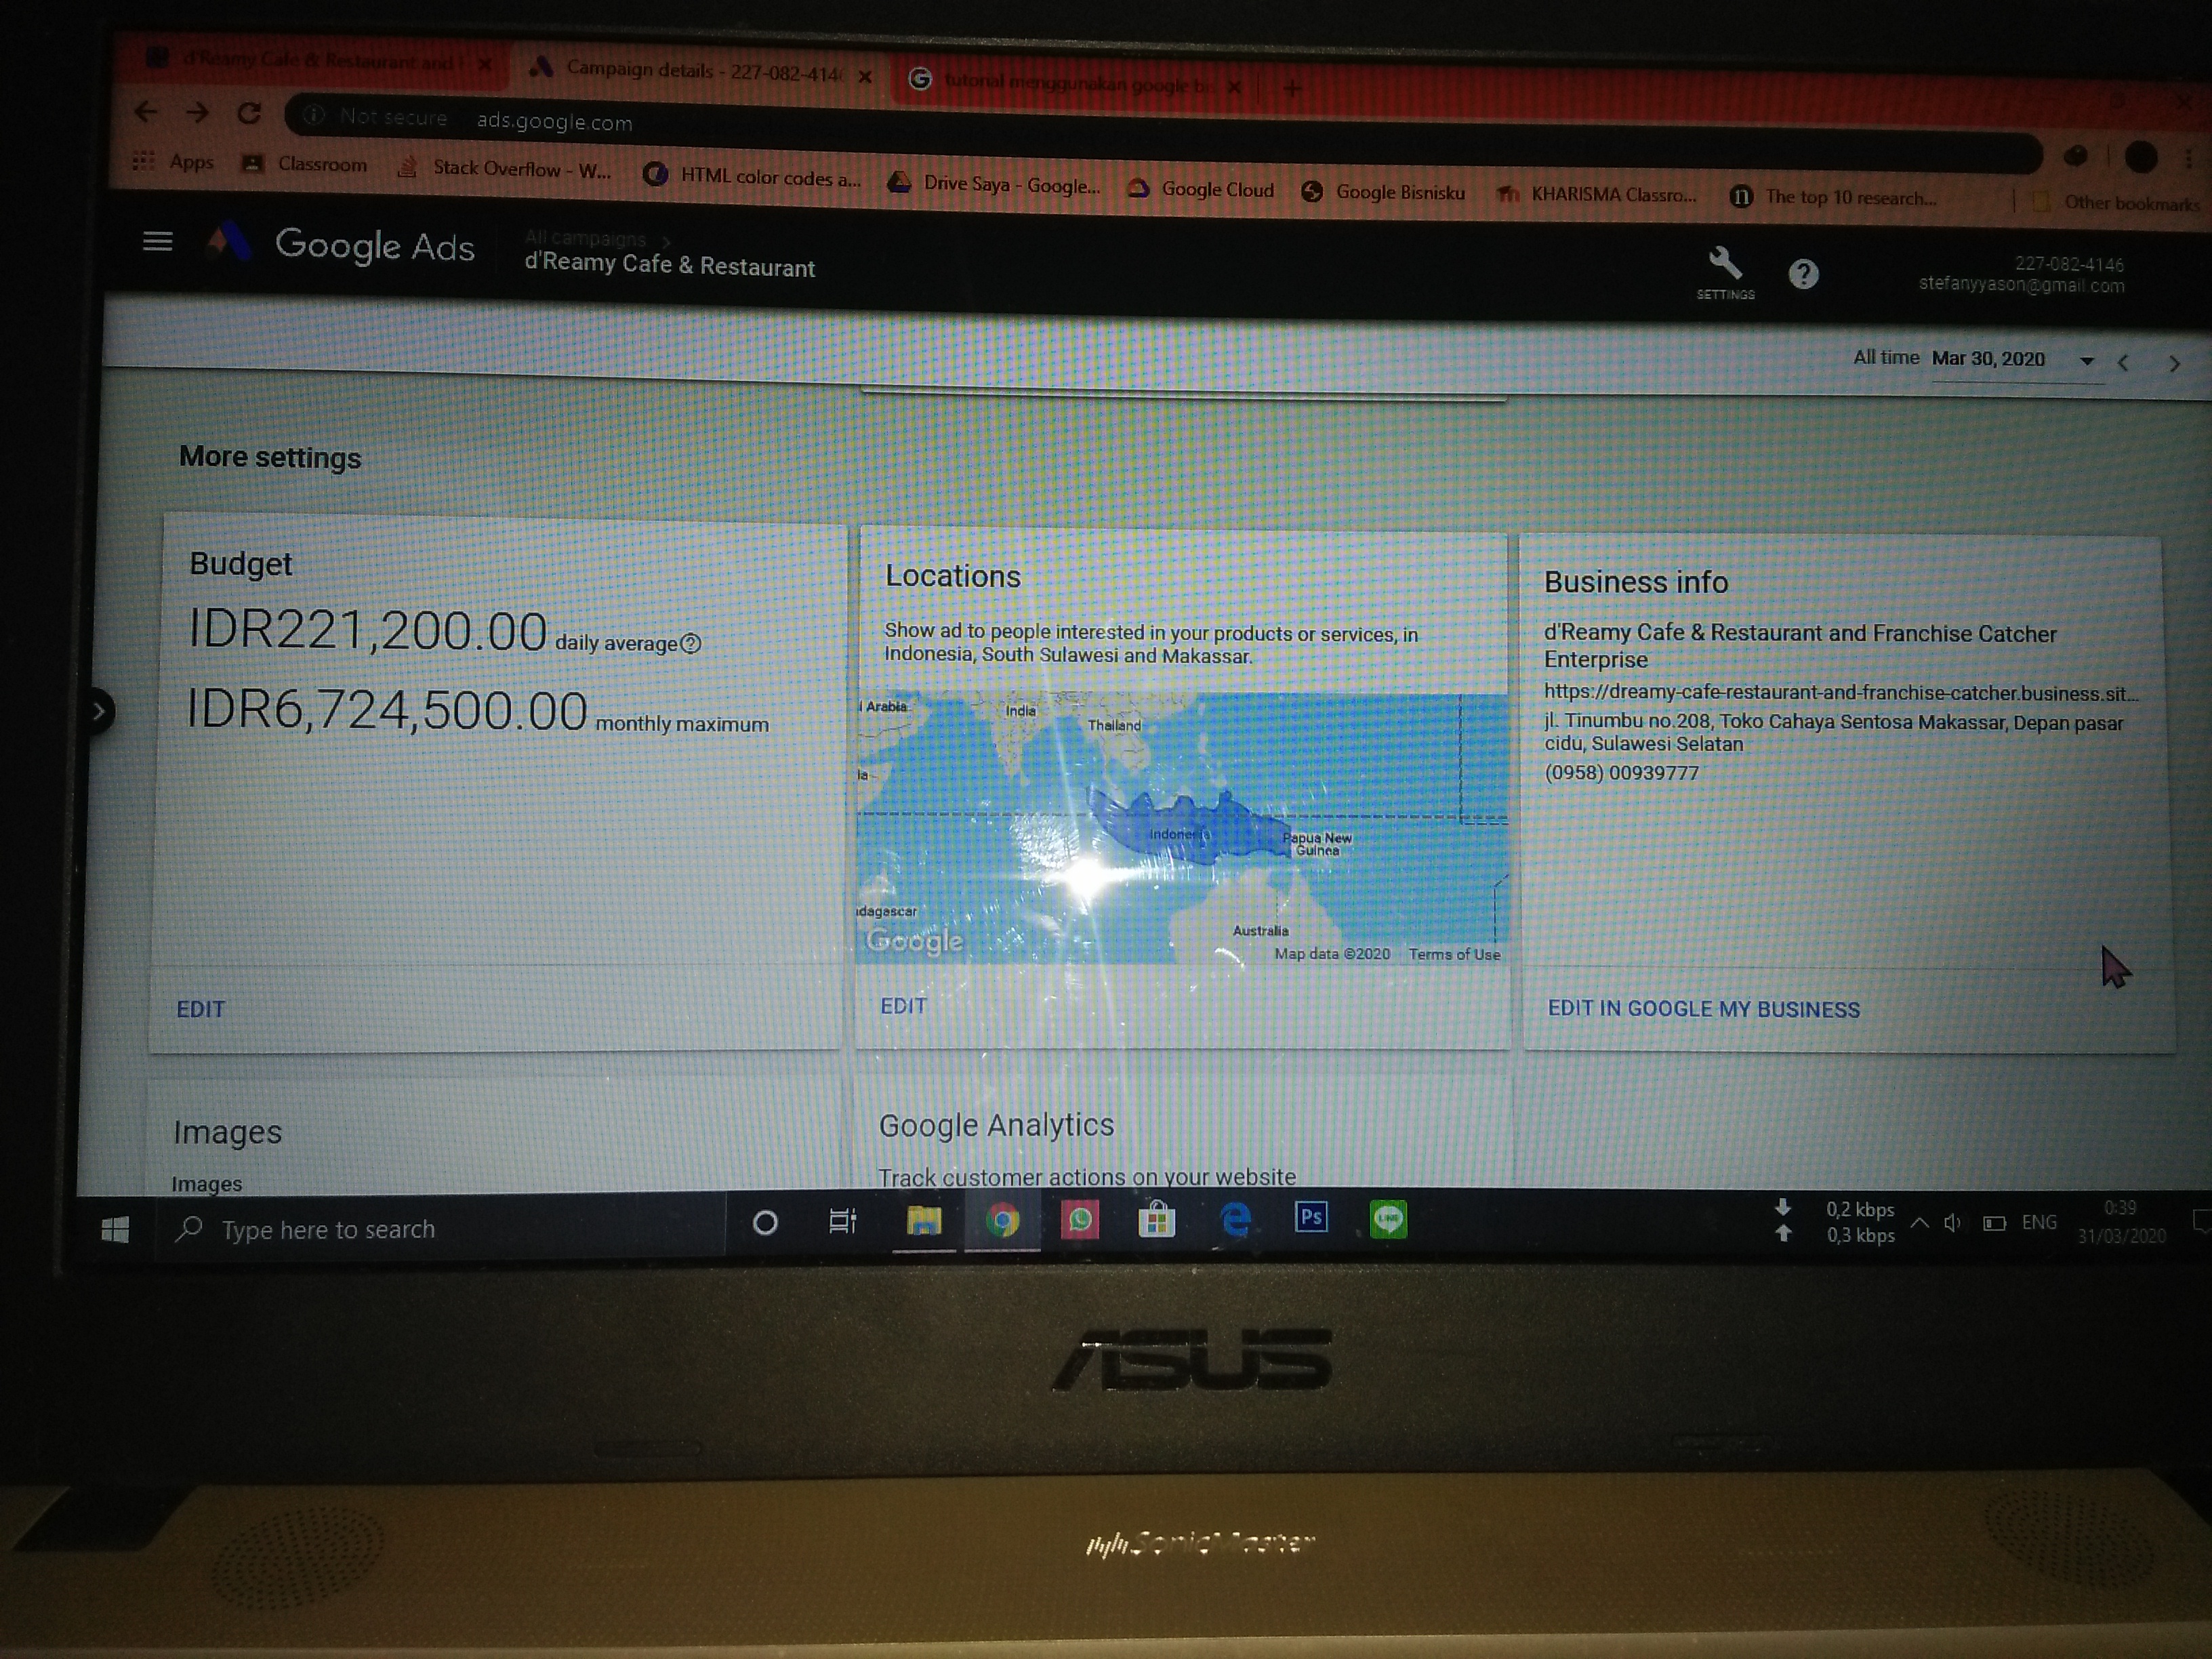 d'Reamy Cafe & Restaurant and
Campaign details - 227-082-414
tutorial menggunakan google bi
Not secure ads.google.com
Apps
Classroom
Stack Overflow - W...
HTML color codes a...
Drive Saya - Google...
Google Cloud
Google Bisnisku
KHARISMA Classro...
The top 10 research...
Other bookmarks
Google Ads
All campaigns >
d'Reamy Cafe & Restaurant
SETTINGS
227-082-4146
stefanyyason@gmail.com
All time Mar 30, 2020
More settings
Budget
IDR221,200.00 daily average
IDR6,724,500.00 monthly maximum
EDIT
Locations
Show ad to people interested in your products or services, in
Indonesia, South Sulawesi and Makassar.
Arabia
India
Thailand
la
Indonesia
Papua New
Guinea
dagascar
Australia
Google
Map data ©2020 Terms of Use
EDIT
Business info
d'Reamy Cafe & Restaurant and Franchise Catcher
Enterprise
https://dreamy-cafe-restaurant-and-franchise-catcher.business.sit...
jl. Tinumbu no.208, Toko Cahaya Sentosa Makassar, Depan pasar
cidu, Sulawesi Selatan
(0958) 00939777
EDIT IN GOOGLE MY BUSINESS
Images
Images
Google Analytics
Track customer actions on your website
Type here to search
Ps
LINE
0,2 kbps
0,3 kbps
ENG
0:39
31/03/2020
ASUS
SonicMaster